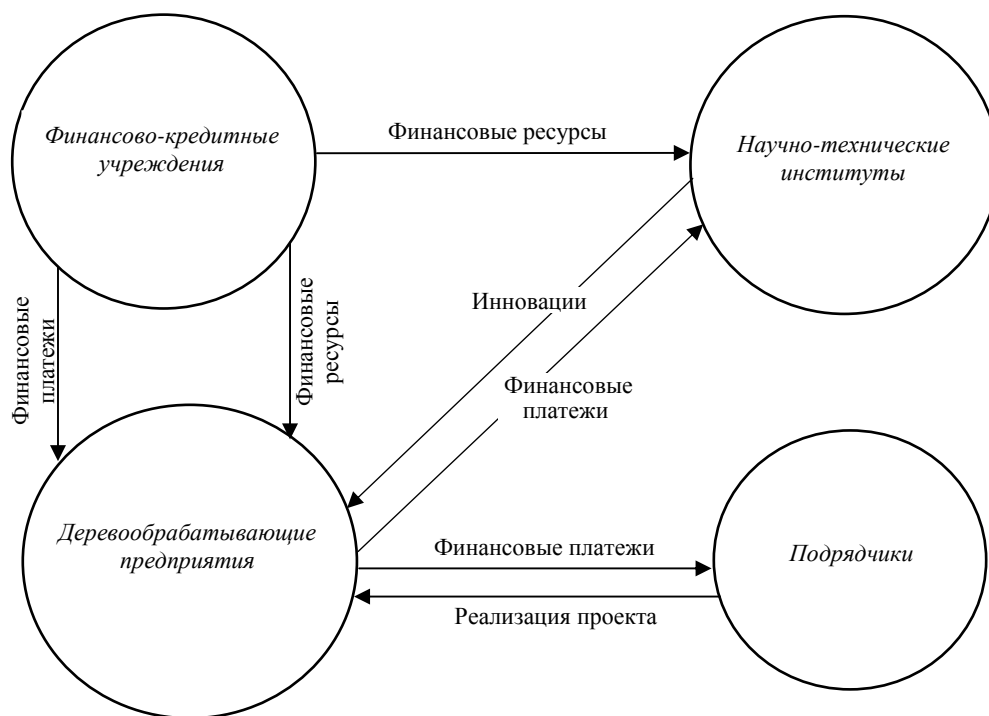 Финансово-кредитные
учреждения
Финансовые ресурсы
Научно-технические
институты
Финансовые
платежи
Финансовые
ресурсы
Инновации
Финансовые
платежи
Деревообрабатывающие
предприятия
Финансовые платежи
Реализация проекта
Подрядчики